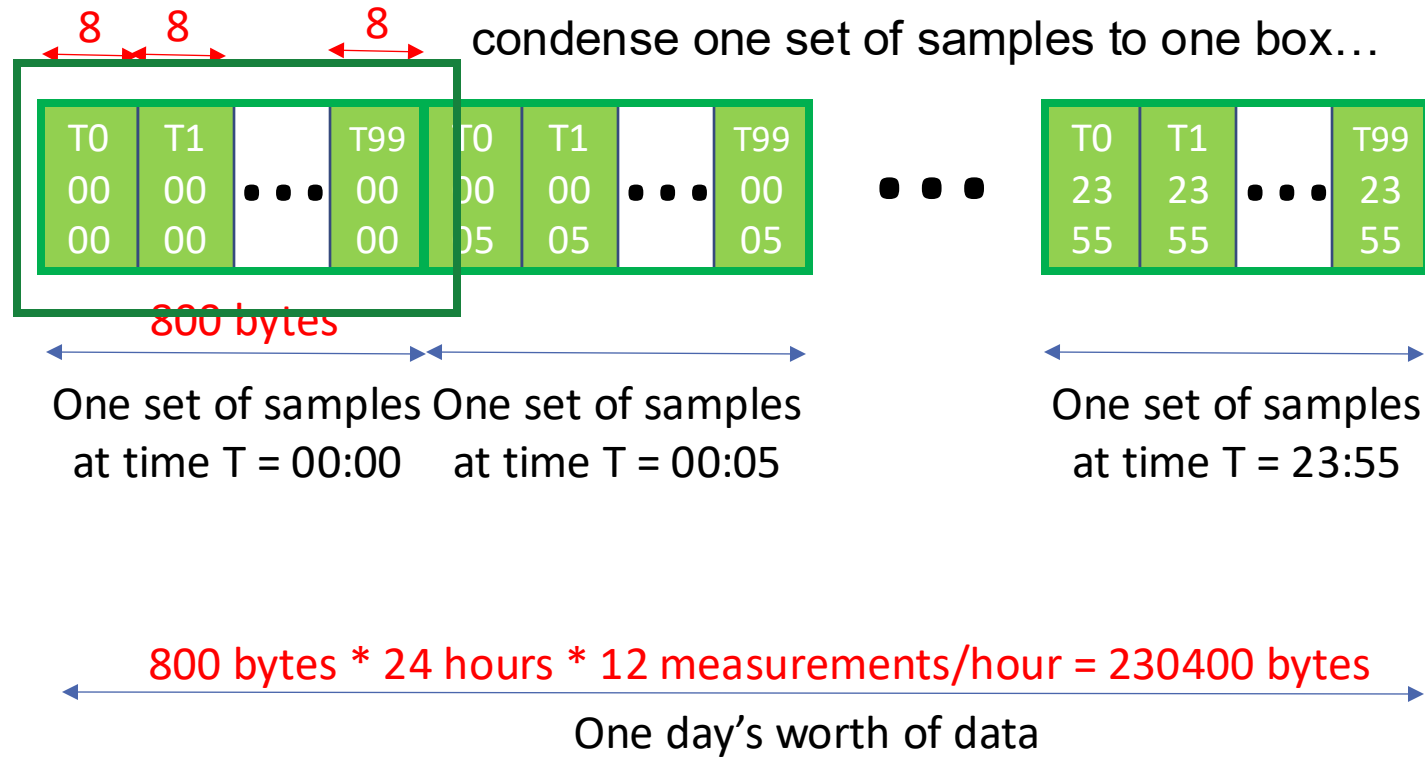 8 8 8 condense one set of samples to one box…
T0 T1 ... T99 T0 T1 ... T99 ... T0 T1 ... T99
00 00 00 00 00 00 23 23 23
00 00 00 05 05 05 55 55 55
800 bytes
One set of samples One set of samples One set of samples
at time T = 00:00 at time T = 00:05 at time T = 23:55
800 bytes * 24 hours * 12 measurements/hour = 230400 bytes
One day’s worth of data